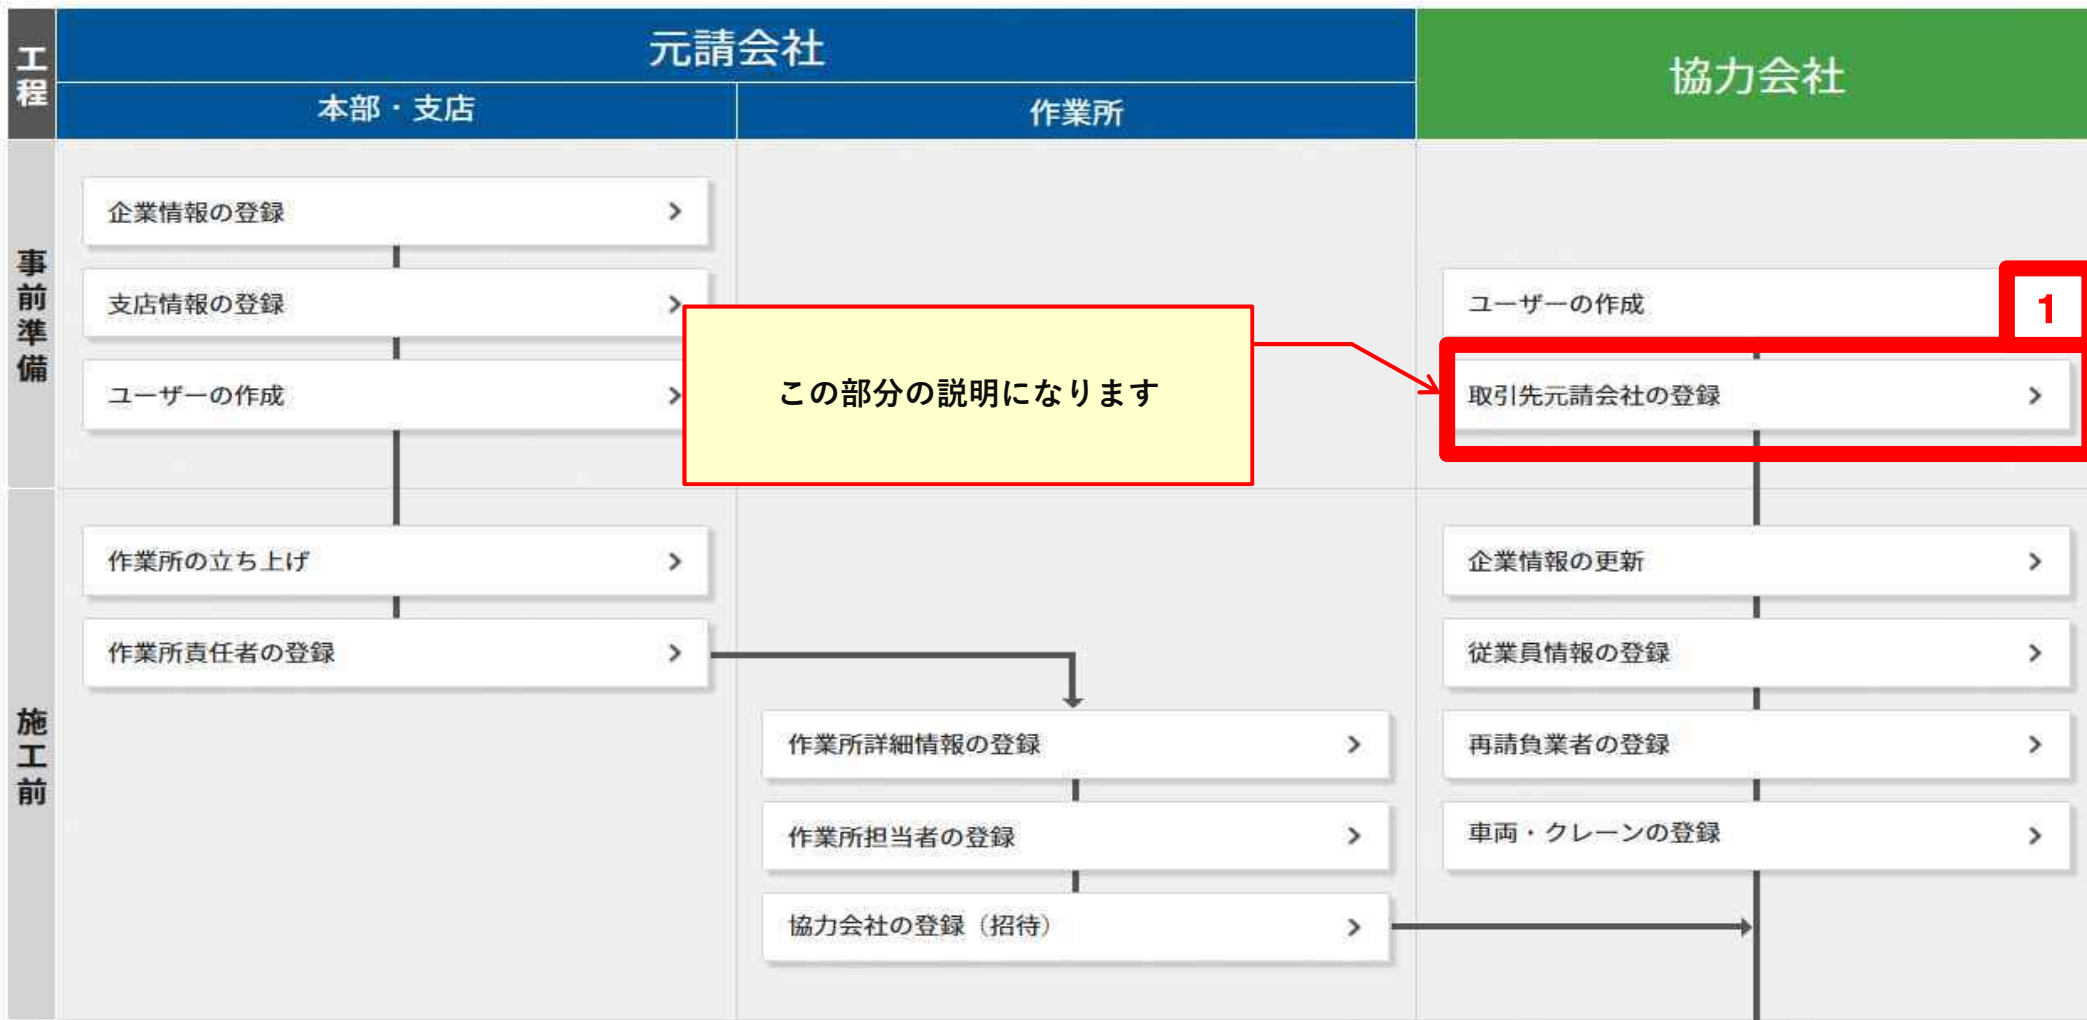 工程
元請会社
協力会社
本部・支店
作業所
事前準備
企業情報の登録
支店情報の登録
ユーザーの作成
この部分の説明になります
ユーザーの作成
1
取引先元請会社の登録
施工前
作業所の立ち上げ
作業所責任者の登録
作業所詳細情報の登録
作業所担当者の登録
協力会社の登録（招待）
企業情報の更新
従業員情報の登録
再請負業者の登録
車両・クレーンの登録